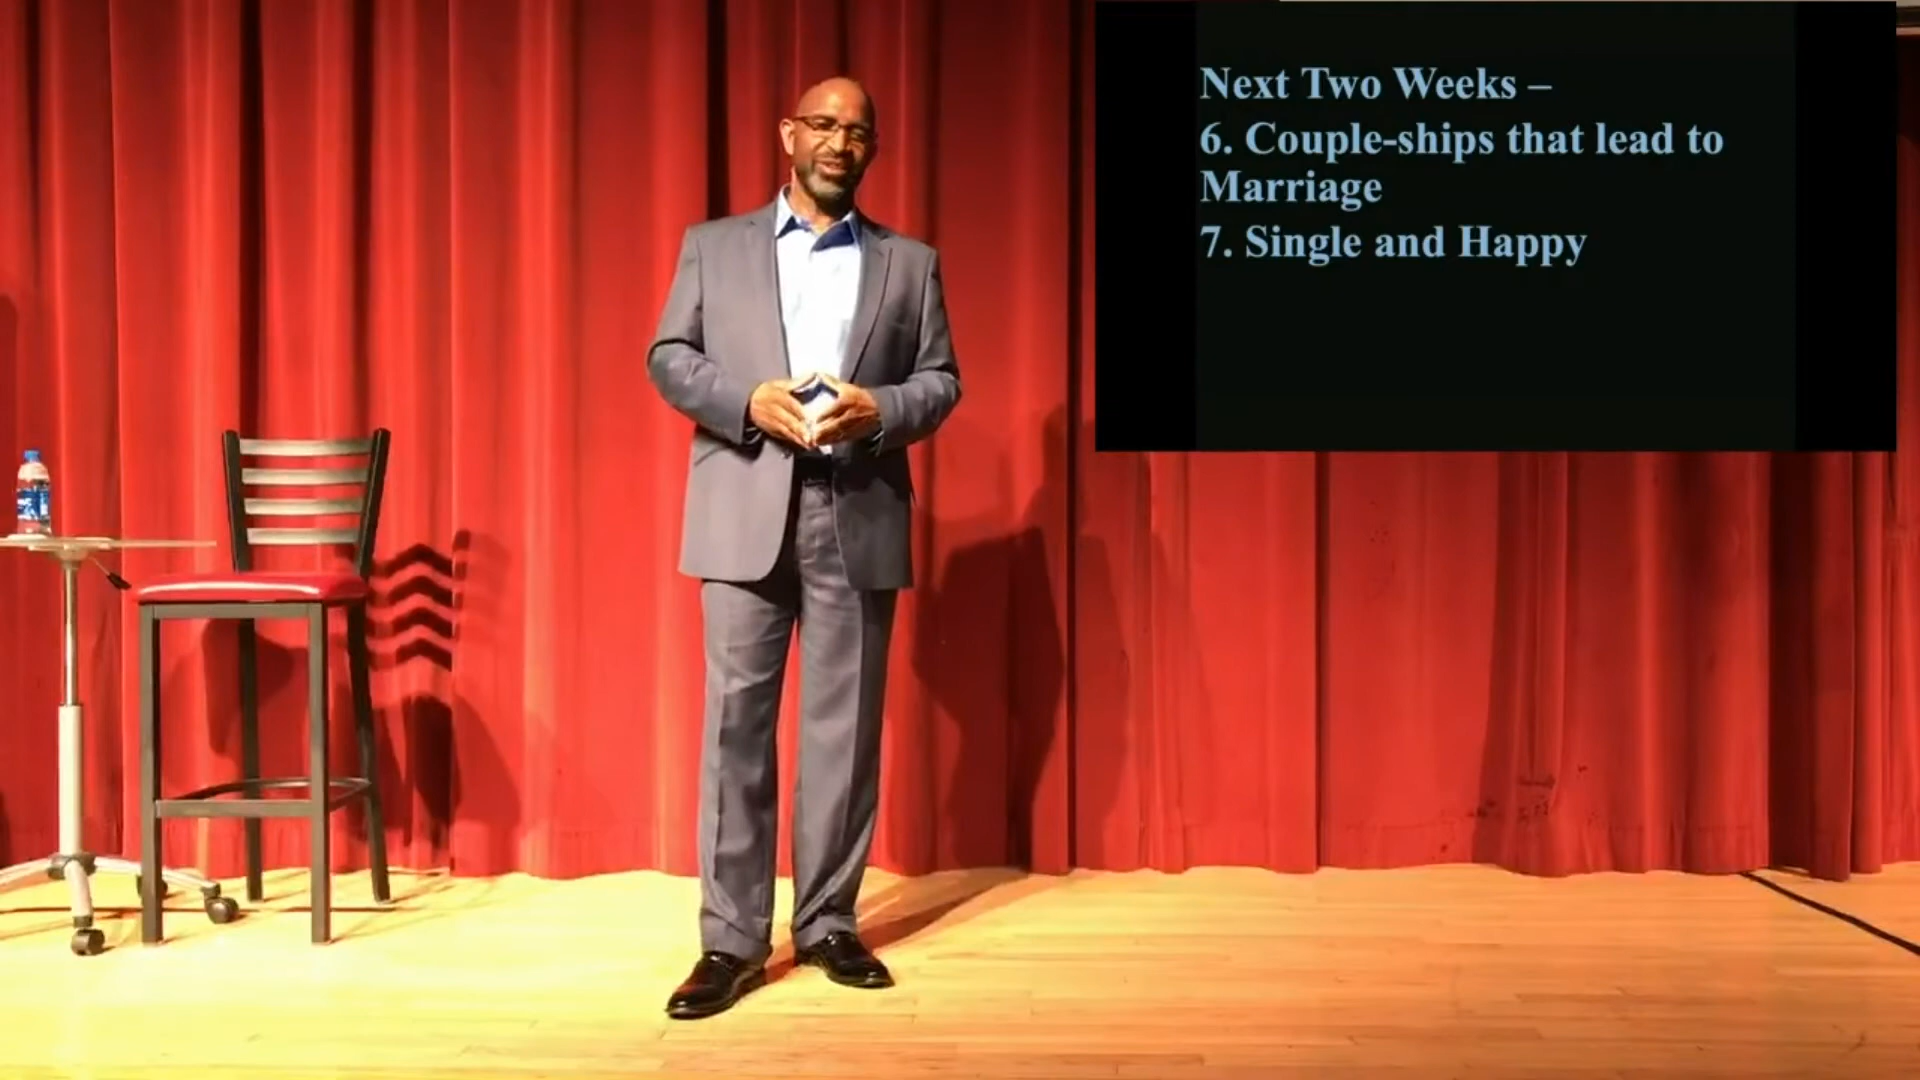 Next Two Weeks –
6. Couple-ships that lead to
Marriage
7. Single and Happy